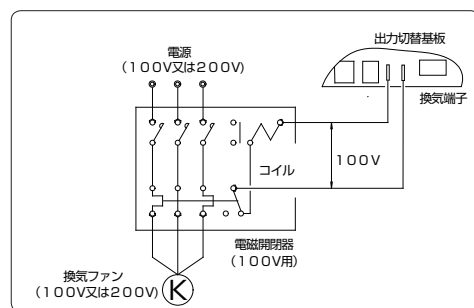 電源
(100V又は200V)
出力切替基板
換気端子
コイル
100V
電磁開閉器
(100V用)
換気ファン
(100V又は200V)
K